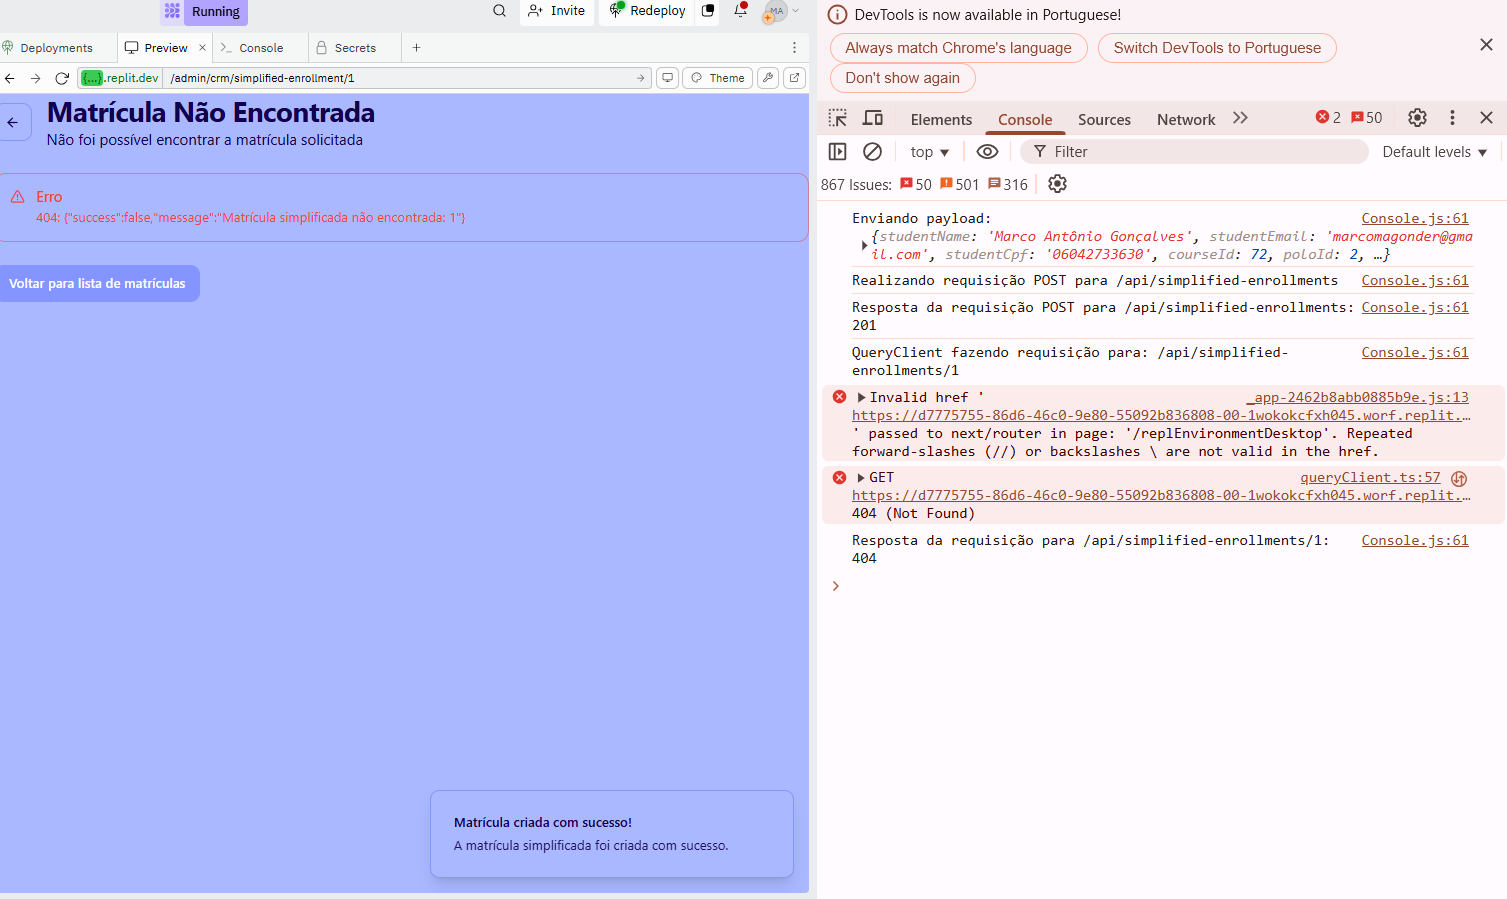 Running
Invite
Redeploy
MA
Deployments
Preview
Console
Secrets
{...}.replit.dev
/admin/crm/simplified-enrollment/1
Theme
Matrícula Não Encontrada
Não foi possível encontrar a matrícula solicitada
Erro
404: {"success":false,"message":"Matrícula simplificada não encontrada: 1"}
Voltar para lista de matrículas
Matrícula criada com sucesso!
A matrícula simplificada foi criada com sucesso.
DevTools is now available in Portuguese!
Always match Chrome's language
Switch DevTools to Portuguese
Don't show again
Elements
Console
Sources
Network
2
50
top
Filter
Default levels
867 Issues: 50 501 316
Enviando payload: Console.js:61
{studentName: 'Marco Antônio Gonçalves', studentEmail: 'marcomagonder@gma
il.com', studentCpf: '06042733630', courseId: 72, poloId: 2, …}
Realizando requisição POST para /api/simplified-enrollments Console.js:61
Resposta da requisição POST para /api/simplified-enrollments: Console.js:61
201
QueryClient fazendo requisição para: /api/simplified- Console.js:61
enrollments/1
Invalid href ' _app-2462b8abb0885b9e.js:13
https://d7775755-86d6-46c0-9e80-55092b836808-00-1wokokcfxh045.worf.replit.…
' passed to next/router in page: '/replEnvironmentDesktop'. Repeated
forward-slashes (//) or backslashes \ are not valid in the href.
GET queryClient.ts:57
https://d7775755-86d6-46c0-9e80-55092b836808-00-1wokokcfxh045.worf.replit.…
404 (Not Found)
Resposta da requisição para /api/simplified-enrollments/1: Console.js:61
404